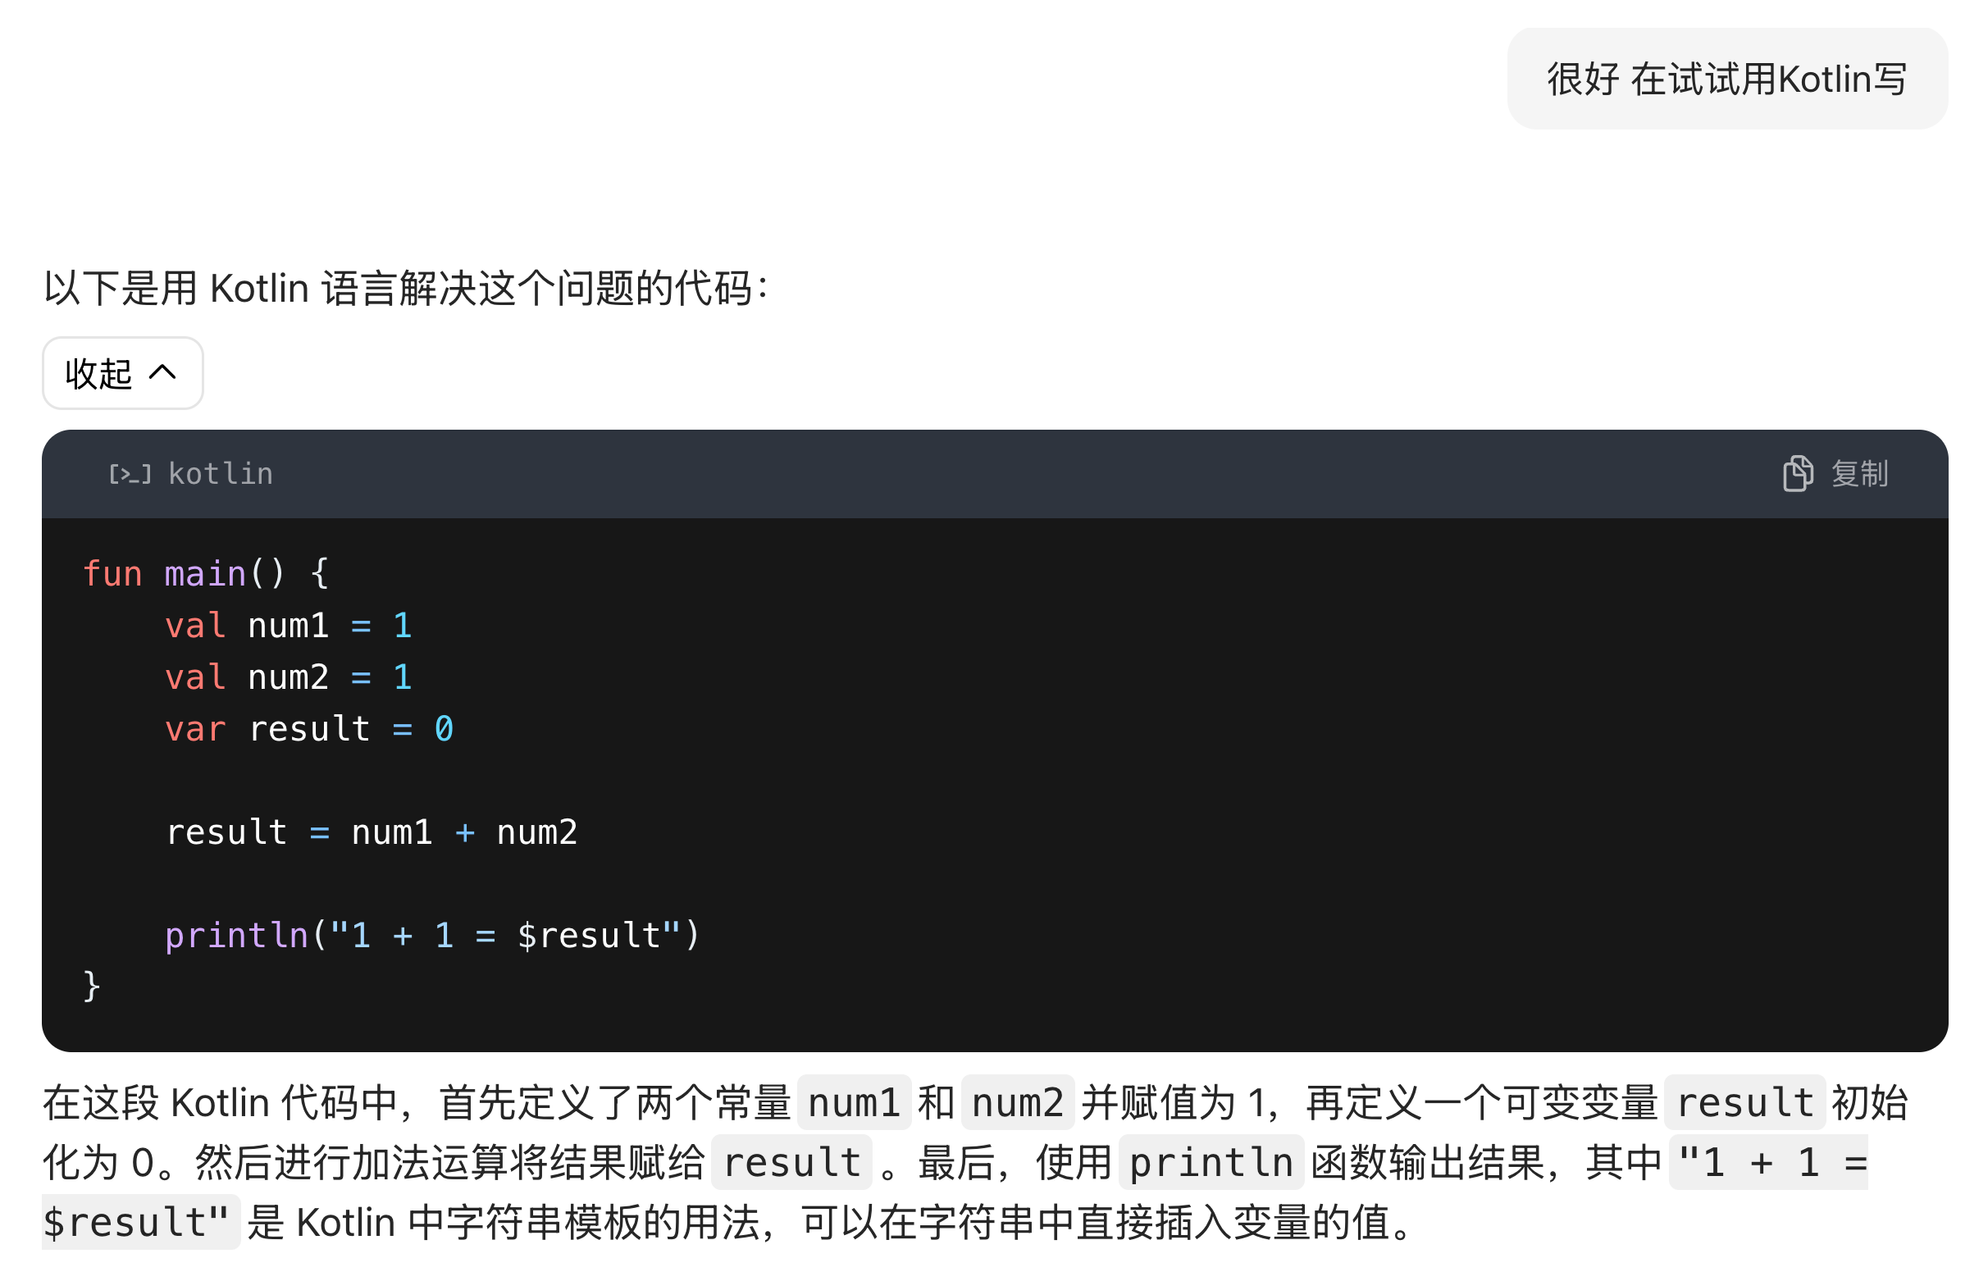 很好 在试试用Kotlin写
以下是用 Kotlin 语言解决这个问题的代码：
收起
kotlin
复制
fun main() {
    val num1 = 1
    val num2 = 1
    var result = 0
    result = num1 + num2
    println("1 + 1 = $result")
}
在这段 Kotlin 代码中，首先定义了两个常量 num1 和 num2 并赋值为 1，再定义一个可变变量 result 初始
化为 0。然后进行加法运算将结果赋给 result 。最后，使用 println 函数输出结果，其中 "1 + 1 =
$result" 是 Kotlin 中字符串模板的用法，可以在字符串中直接插入变量的值。